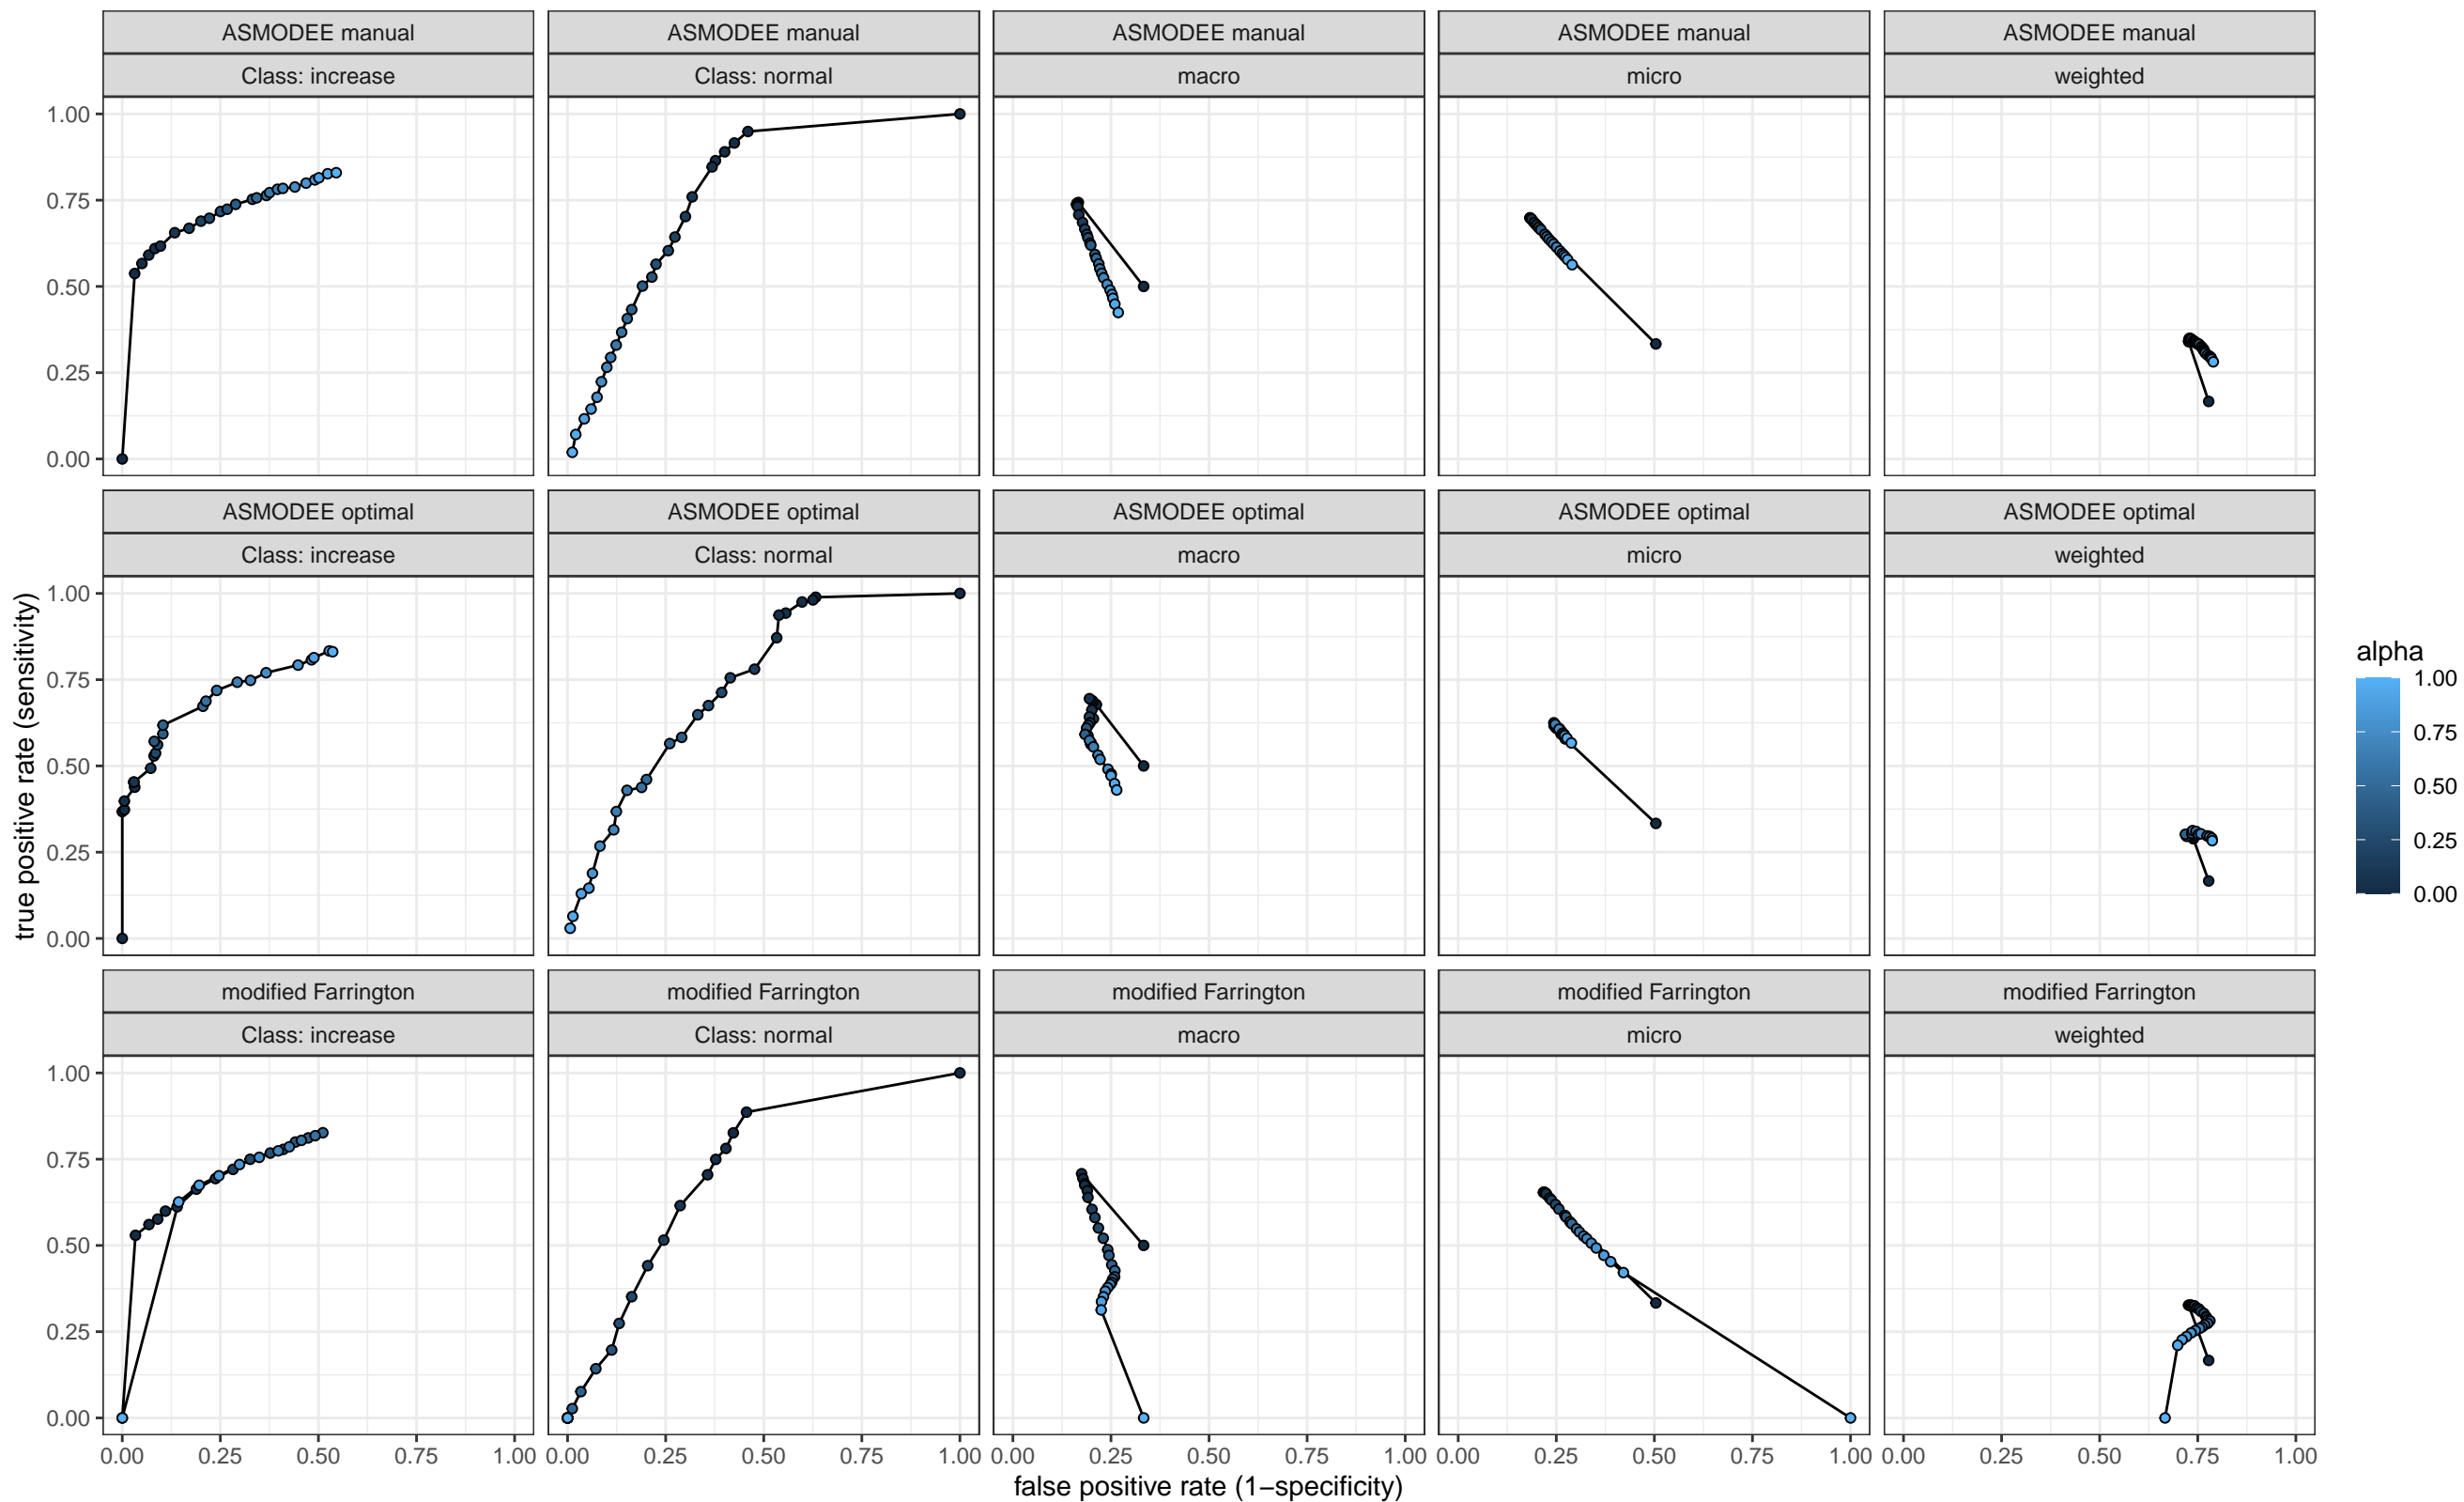 ASMODEE manual
ASMODEE manual
ASMODEE manual
ASMODEE manual
ASMODEE manual
Class: increase
Class: normal
macro
micro
weighted
1.00
0.75
0.50
0.25
0.00
ASMODEE optimal
ASMODEE optimal
ASMODEE optimal
ASMODEE optimal
ASMODEE optimal
Class: increase
Class: normal
macro
micro
weighted
1.00
0.75
0.50
0.25
0.00
true positive rate (sensitivity)
modified Farrington
modified Farrington
modified Farrington
modified Farrington
modified Farrington
Class: increase
Class: normal
macro
micro
weighted
1.00
0.75
0.50
0.25
0.00
0.00 0.25 0.50 0.75 1.00
0.00 0.25 0.50 0.75 1.00
0.00 0.25 0.50 0.75 1.00
0.00 0.25 0.50 0.75 1.00
0.00 0.25 0.50 0.75 1.00
false positive rate (1−specificity)
alpha
1.00
0.75
0.50
0.25
0.00